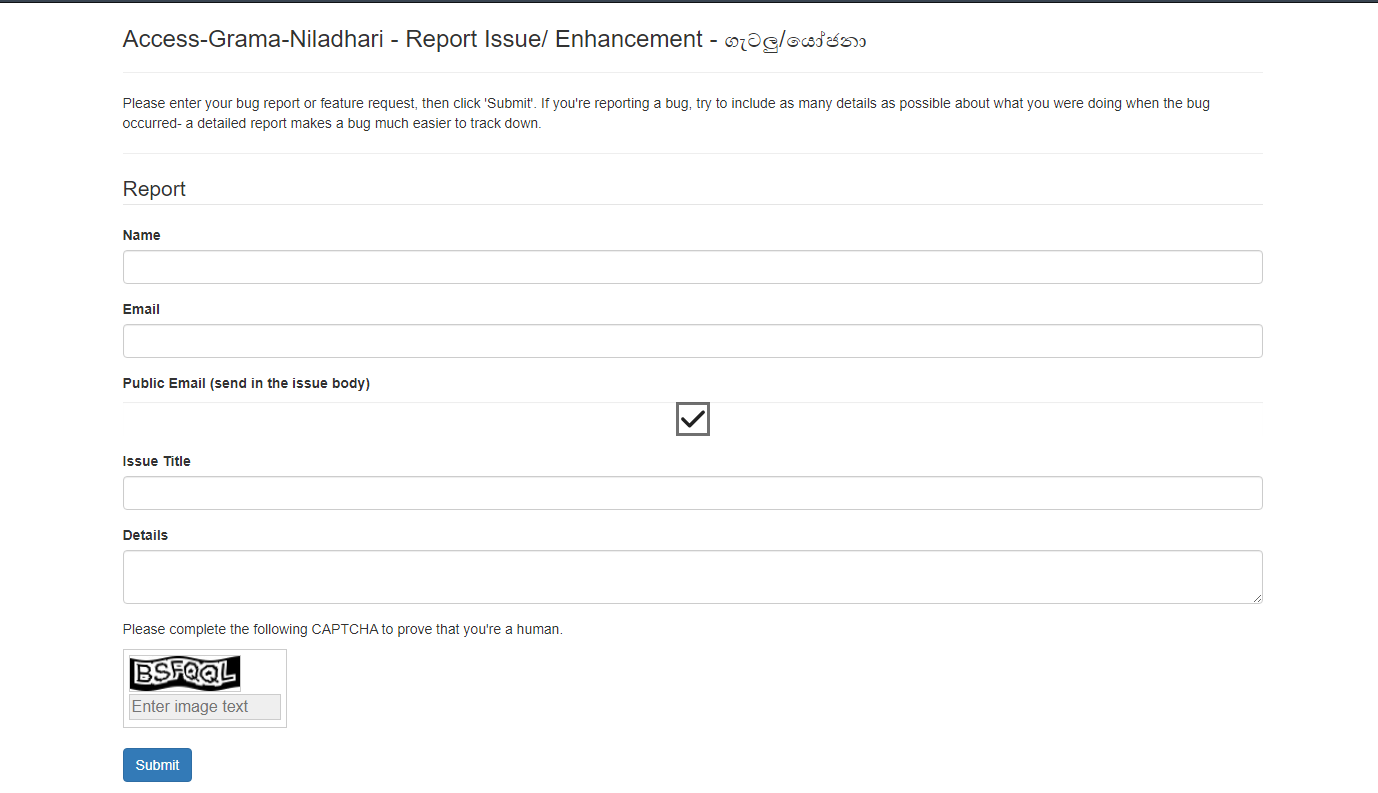 Access-Grama-Niladhari - Report Issue/ Enhancement - ගැටලු/යෝජනා
Please enter your bug report or feature request, then click 'Submit'. If you're reporting a bug, try to include as many details as possible about what you were doing when the bug
occurred- a detailed report makes a bug much easier to track down.
Report
Name
Email
Public Email (send in the issue body)
Issue Title
Details
Please complete the following CAPTCHA to prove that you're a human.
BSFQQL
Enter image text
Submit